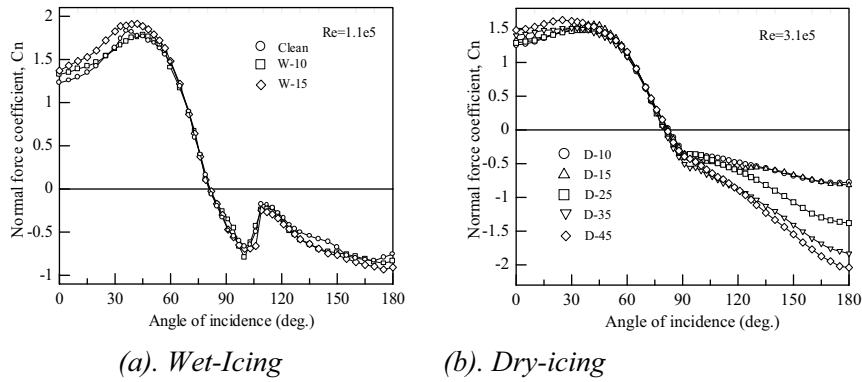 Normal force coefficient, Cn
2
1.5
1
0.5
0
-0.5
-1
Re=1.1e5
Clean
W-10
W-15
0 30 60 90 120 150 180
Angle of incidence (deg.)
(a). Wet-Icing
Normal force coefficient, Cn
1.5
1
0.5
0
-0.5
-1
-1.5
-2
Re=3.1e5
D-10
D-15
D-25
D-35
D-45
0 30 60 90 120 150 180
Angle of incidence (deg.)
(b). Dry-icing